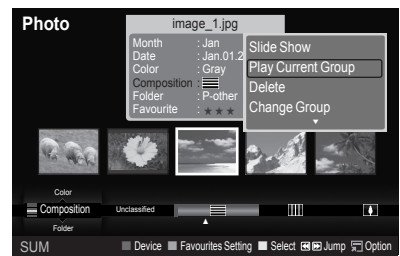 Photo
image_1.jpg
Month : Jan
Date : Jan.01.2
Color : Gray
Composition :
Folder : P-other
Favourite : ★ ★ ★
Slide Show
Play Current Group
Delete
Change Group
Color
Composition
Unclassified
Folder
SUM
Device
Favourites Setting
Select
Jump
Option